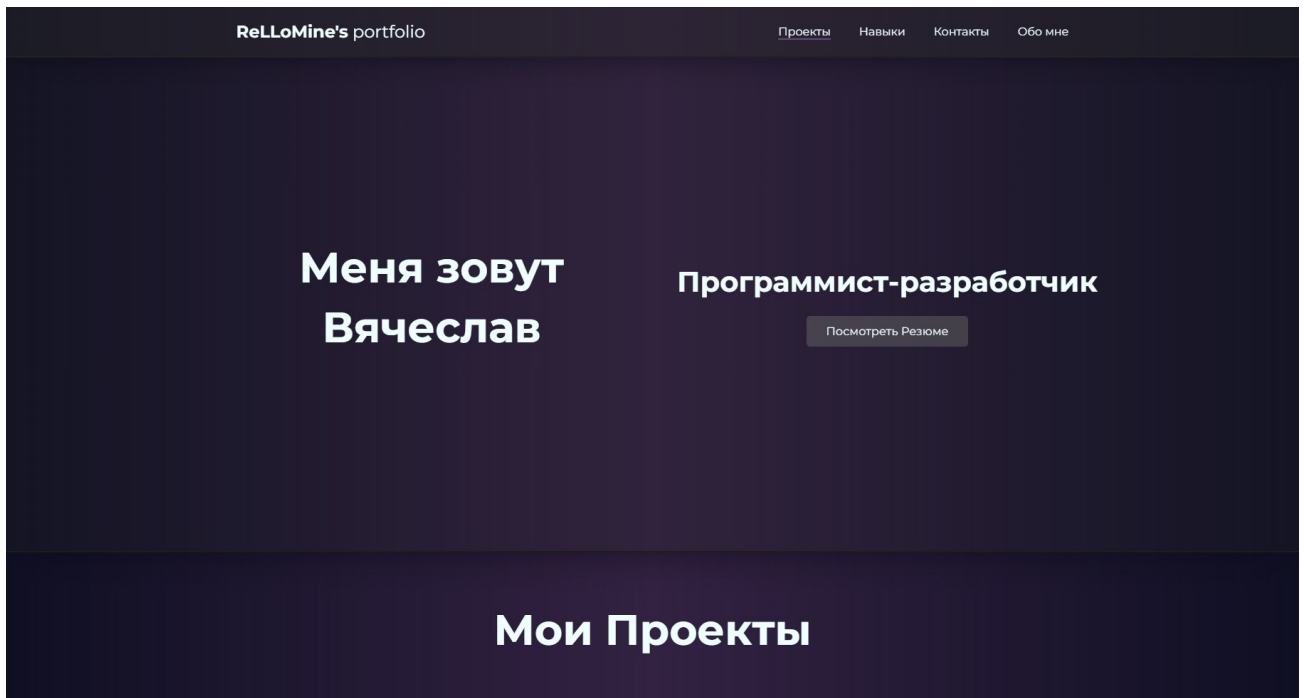 ReLLoMine's portfolio
Проекты
Навыки
Контакты
Обо мне
Меня зовут
Вячеслав
Программист-разработчик
Посмотреть Резюме
Мои Проекты